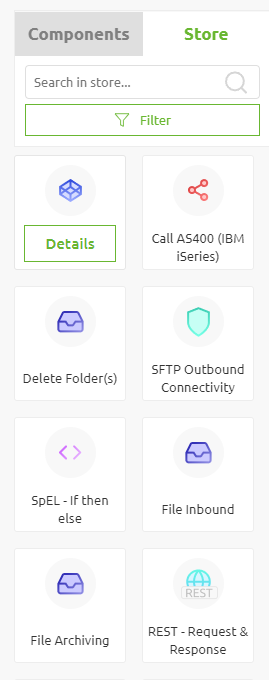 Components
Store
Search in store...
Filter
Details
Call AS400 (IBM
iSeries)
Delete Folder(s)
SFTP Outbound
Connectivity
SpEL - If then
else
File Inbound
File Archiving
REST
REST - Request &
Response